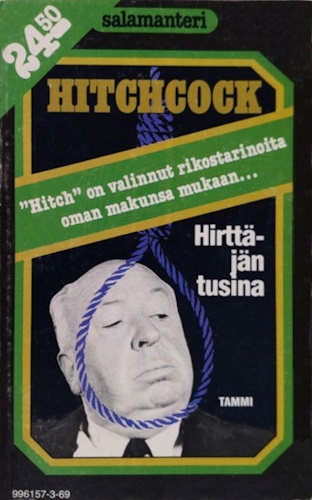 24.50
salamanteri
HITCHCOCK
"Hitch" on valinnut rikostarinoita
oman makunsa mukaan...
Hirttä-
jän
tusina
TAMMI
996157-3-69